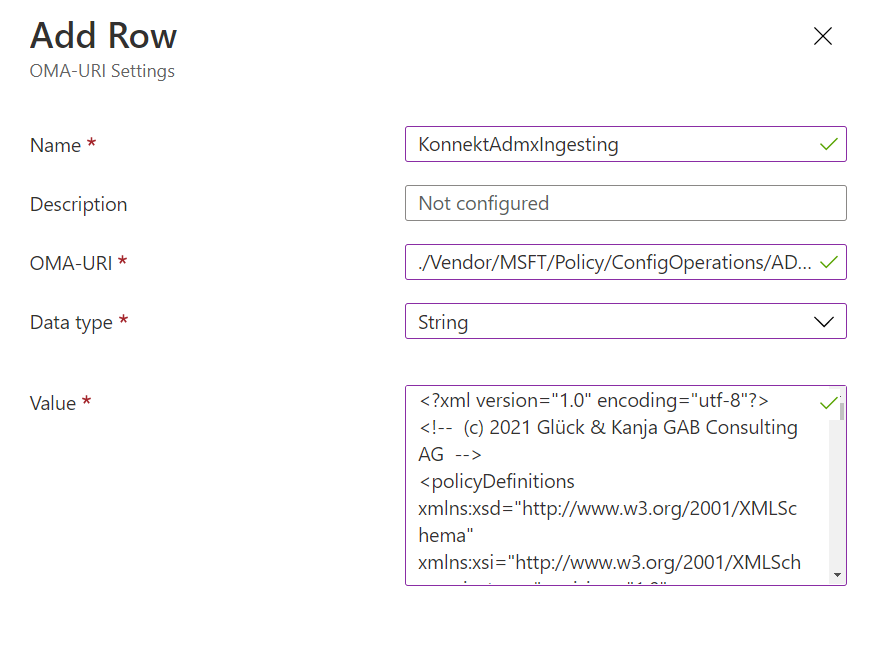 Add Row
OMA-URI Settings
Name *
KonnektAdmxIngesting
Description
Not configured
OMA-URI *
./Vendor/MSFT/Policy/ConfigOperations/AD...
Data type *
String
Value *
<?xml version="1.0" encoding="utf-8"?>
<!--  (c) 2021 Glück & Kanja GAB Consulting
AG  -->
<policyDefinitions
xmlns:xsd="http://www.w3.org/2001/XMLSc
hema"
xmlns:xsi="http://www.w3.org/2001/XMLSch